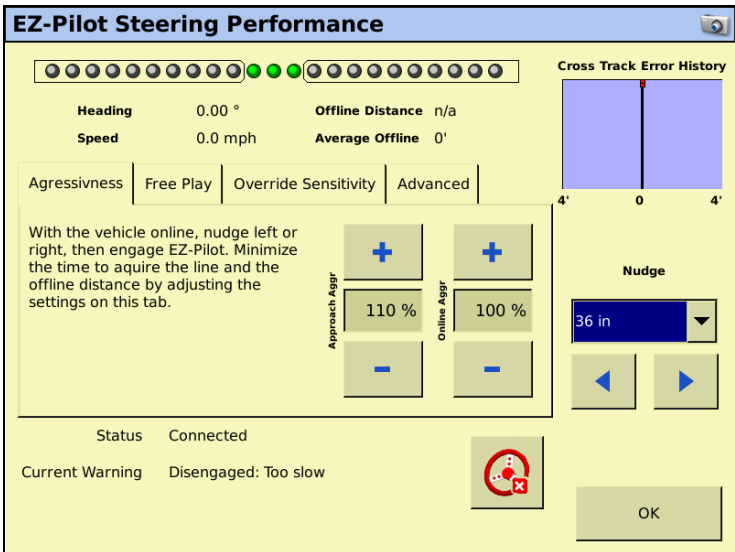 EZ-Pilot Steering Performance
Cross Track Error History
Heading 0.00 ° Offline Distance n/a
Speed 0.0 mph Average Offline 0'
4' 0 4'
Agressivness Free Play Override Sensitivity Advanced
With the vehicle online, nudge left or
right, then engage EZ-Pilot. Minimize
the time to aquire the line and the
offline distance by adjusting the
settings on this tab.
Approach Aggr
+
110 %
-
Online Aggr
+
100 %
-
Nudge
36 in
Status Connected
Current Warning Disengaged: Too slow
OK